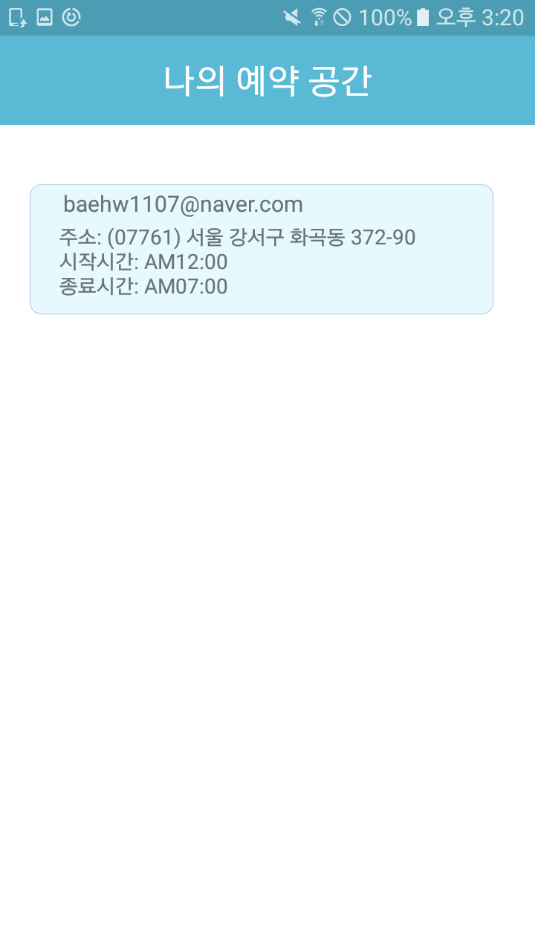 100% 오후 3:20
나의 예약 공간
baehw1107@naver.com
주소: (07761) 서울 강서구 화곡동 372-90
시작시간: AM12:00
종료시간: AM07:00